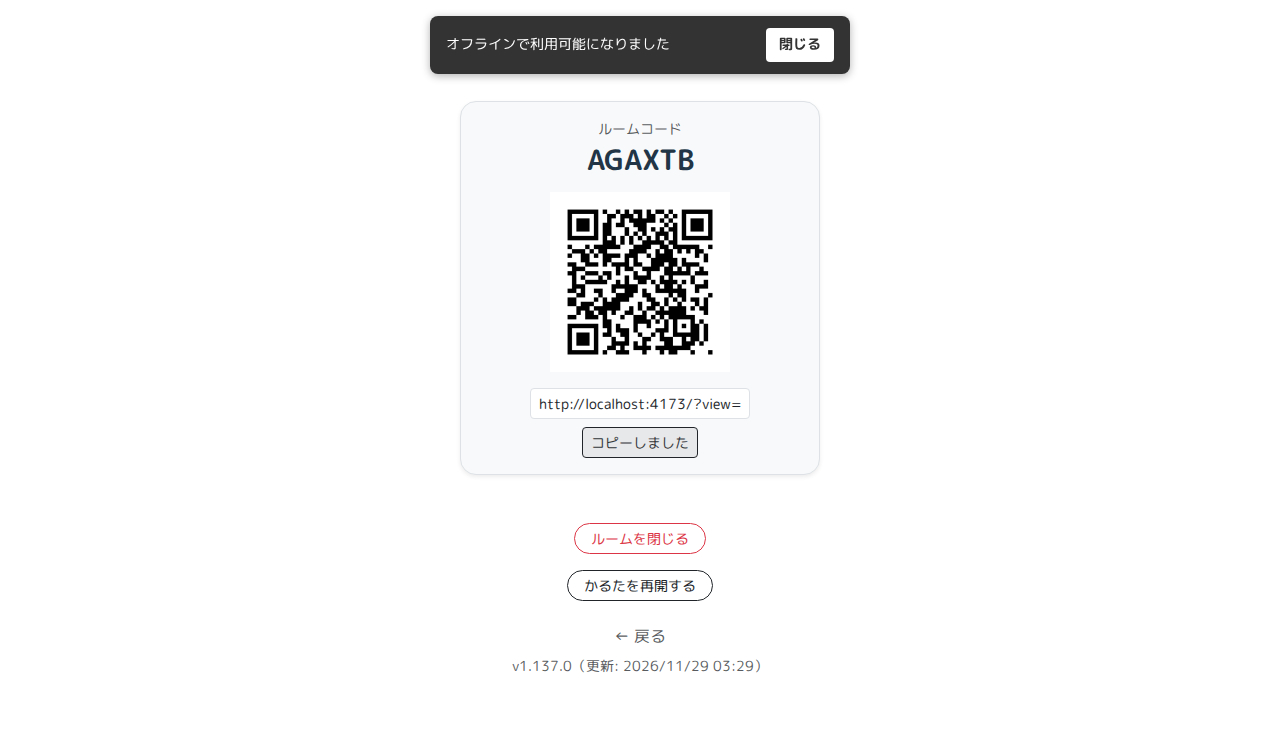 オフラインで利用可能になりました
閉じる
ルームコード
AGAXTB
http://localhost:4173/?view=
コピーしました
ルームを閉じる
かるたを再開する
← 戻る
v1.137.0（更新: 2026/11/29 03:29）